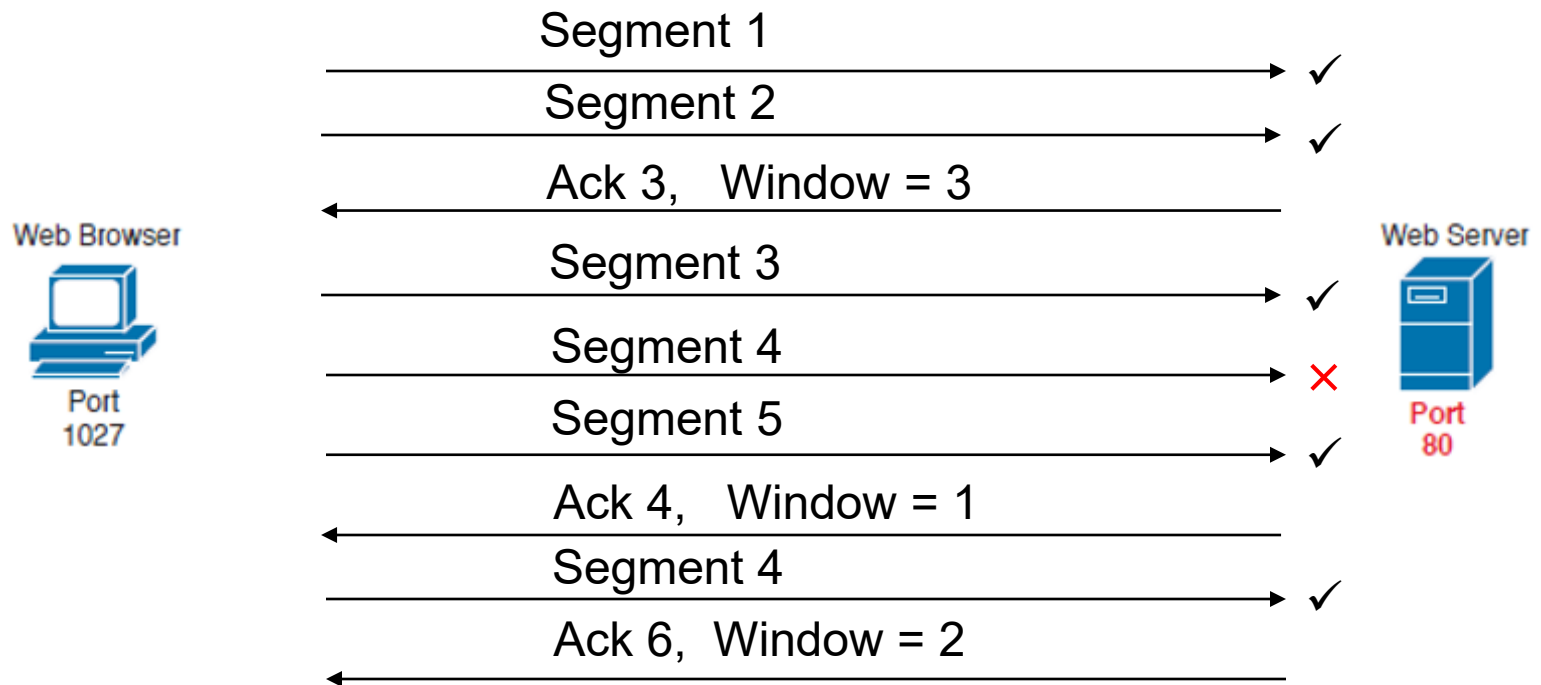 Segment 1
Segment 2
Ack 3, Window = 3
Web Browser
Web Server
Segment 3
Segment 4
Port
1027
Port
80
Segment 5
Ack 4, Window = 1
Segment 4
Ack 6, Window = 2